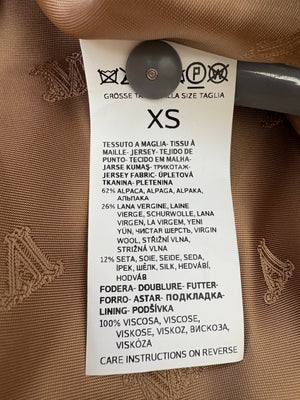 GRÖSSE TA
LLA SIZE TAGLIA
XS
TESSUTO A MAGLIA- TISSU À
MAILLE- JERSEY- TEJIDO DE
PUNTO- TECIDO EM MALHA-
JARSE KUMAŞ- ТРИКОТАЖ-
JERSEY FABRIC- ÚPLETOVÁ
TKANINA- PLETENINA
62% ALPACA, ALPAGA, ALPAKA,
АЛЬПАКА
26% LANA VERGINE, LAINE
VIERGE, SCHURWOLLE, LANA
VIRGEN, LA VIRGEM, YENI
YÜN, ЧИСТАЯ ШЕРСТЬ, VIRGIN
WOOL, STRIŽNÍ VLNA,
STRIŽNÁ VLNA
12% SETA, SOIE, SEIDE, SEDA,
İPEK, ШЁЛК, SILK, HEDVÁBÍ,
HODVÁB
FODERA- DOUBLURE- FUTTER-
FORRO- ASTAR- ПОДКЛАДКА-
LINING- PODŠÍVKA
100% VISCOSA, VISCOSE,
VISKOSE, VISKOZ, ВИСКОЗА,
VISKÓZA
CARE INSTRUCTIONS ON REVERSE